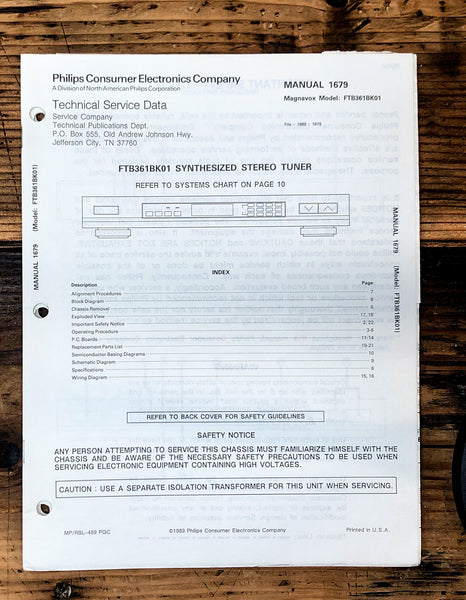 Philips Consumer Electronics Company
A Division of North American Philips Corporation
Technical Service Data
Service Company
Technical Publications Dept.
P.O. Box 555, Old Andrew Johnson Hwy.
Jefferson City, TN 37760
MANUAL 1679
Magnavox Model: FTB361BK01
File - 1989: 1679
FTB361BK01 SYNTHESIZED STEREO TUNER
REFER TO SYSTEMS CHART ON PAGE 10
INDEX
Description Page
Alignment Procedures 7
Block Diagram 8
Chassis Removal 6
Exploded View 17, 18
Important Safety Notice 2, 22
Operating Procedure 3-6
P.C. Boards 11-14
Replacement Parts List 19-21
Semiconductor Basing Diagrams 10
Schematic Diagram 9
Specifications 6
Wiring Diagram 15, 16
REFER TO BACK COVER FOR SAFETY GUIDELINES
SAFETY NOTICE
ANY PERSON ATTEMPTING TO SERVICE THIS CHASSIS MUST FAMILIARIZE HIMSELF WITH THE
CHASSIS AND BE AWARE OF THE NECESSARY SAFETY PRECAUTIONS TO BE USED WHEN
SERVICING ELECTRONIC EQUIPMENT CONTAINING HIGH VOLTAGES.
CAUTION : USE A SEPARATE ISOLATION TRANSFORMER FOR THIS UNIT WHEN SERVICING.
MP/RBL-489 PGC
©1989 Philips Consumer Electronics Company
Printed in U.S.A.
MANUAL 1679 (Model: FTB361BK01)
MANUAL 1679 (Model: FTB361BK01)